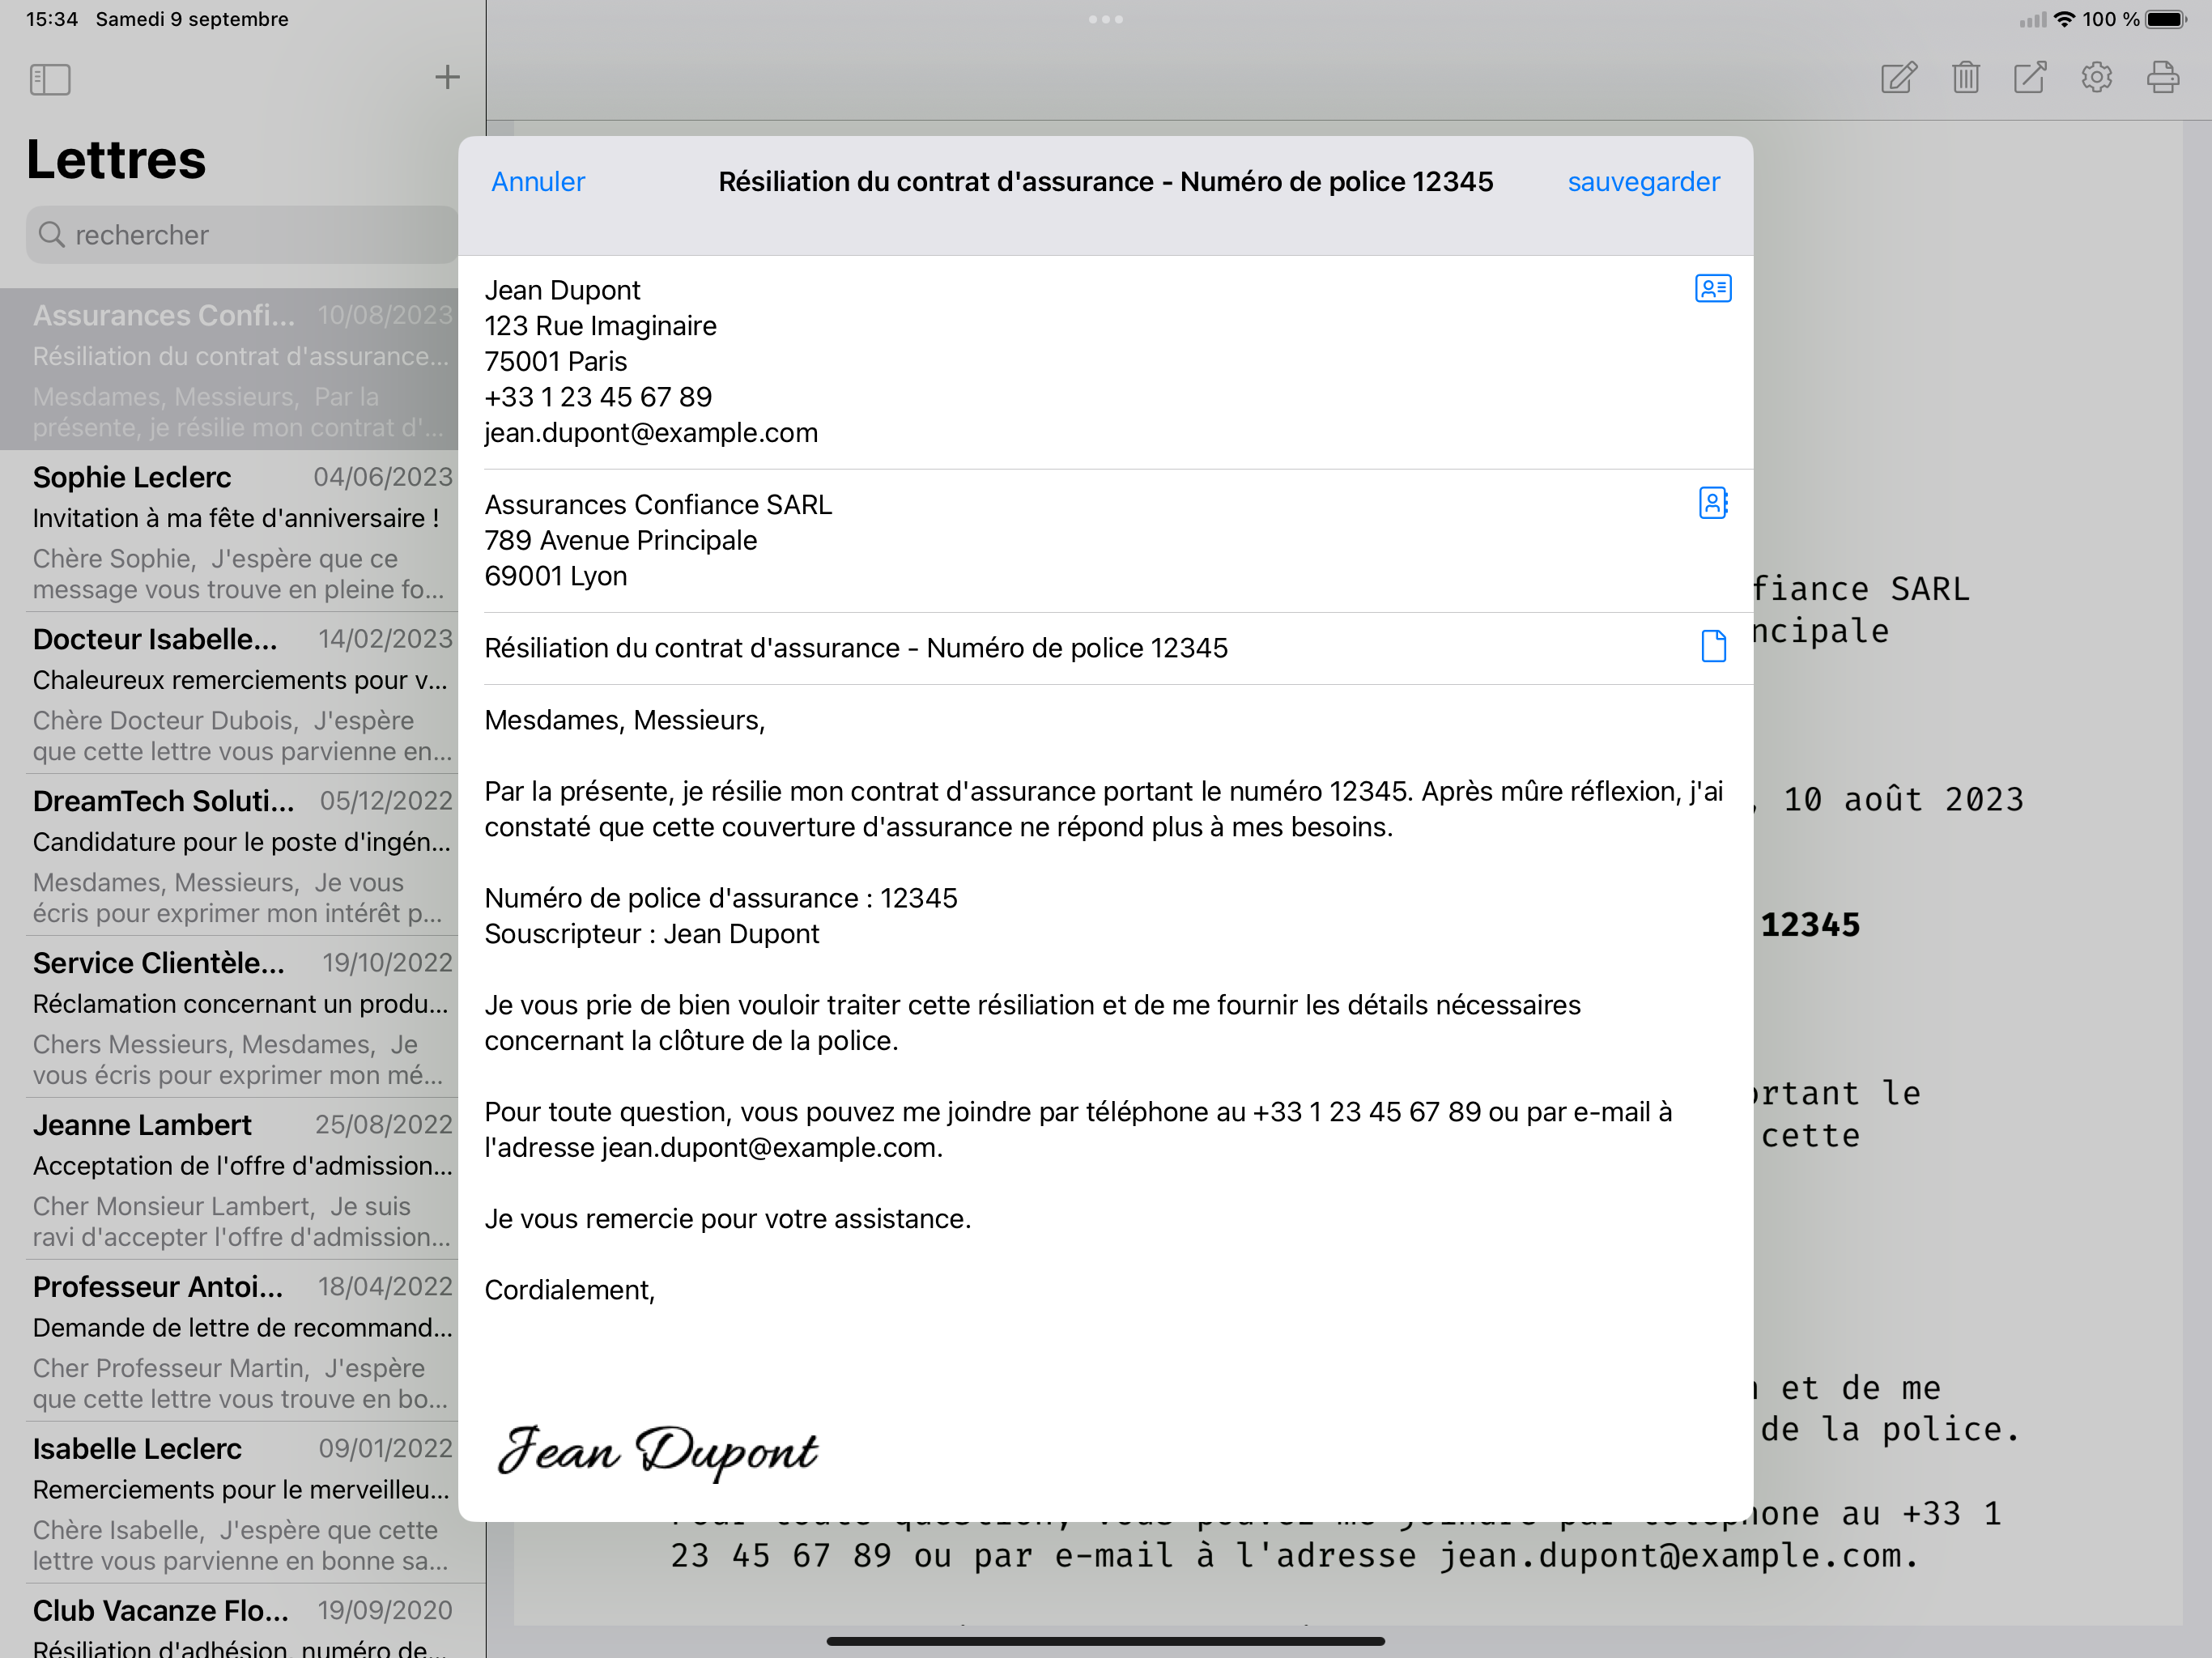 15:34 Samedi 9 septembre
100 %
Lettres
rechercher
Assurances Confi... 10/08/2023
Résiliation du contrat d'assurance...
Mesdames, Messieurs, Par la
présente, je résilie mon contrat d'...
Sophie Leclerc 04/06/2023
Invitation à ma fête d'anniversaire !
Chère Sophie, J'espère que ce
message vous trouve en pleine fo...
Docteur Isabelle... 14/02/2023
Chaleureux remerciements pour v...
Chère Docteur Dubois, J'espère
que cette lettre vous parvienne en...
DreamTech Soluti... 05/12/2022
Candidature pour le poste d'ingén...
Mesdames, Messieurs, Je vous
écris pour exprimer mon intérêt p...
Service Clientèle... 19/10/2022
Réclamation concernant un produ...
Chers Messieurs, Mesdames, Je
vous écris pour exprimer mon mé...
Jeanne Lambert 25/08/2022
Acceptation de l'offre d'admission...
Cher Monsieur Lambert, Je suis
ravi d'accepter l'offre d'admission...
Professeur Antoi... 18/04/2022
Demande de lettre de recommand...
Cher Professeur Martin, J'espère
que cette lettre vous trouve en bo...
Isabelle Leclerc 09/01/2022
Remerciements pour le merveilleu...
Chère Isabelle, J'espère que cette
lettre vous parvienne en bonne sa...
Club Vacanze Flo... 19/09/2020
Résiliation d'adhésion, numéro de...
Annuler Résiliation du contrat d'assurance - Numéro de police 12345 sauvegarder
Jean Dupont
123 Rue Imaginaire
75001 Paris
+33 1 23 45 67 89
jean.dupont@example.com
Assurances Confiance SARL
789 Avenue Principale
69001 Lyon
Résiliation du contrat d'assurance - Numéro de police 12345
Mesdames, Messieurs,
Par la présente, je résilie mon contrat d'assurance portant le numéro 12345. Après mûre réflexion, j'ai
constaté que cette couverture d'assurance ne répond plus à mes besoins.
Numéro de police d'assurance : 12345
Souscripteur : Jean Dupont
Je vous prie de bien vouloir traiter cette résiliation et de me fournir les détails nécessaires
concernant la clôture de la police.
Pour toute question, vous pouvez me joindre par téléphone au +33 1 23 45 67 89 ou par e-mail à
l'adresse jean.dupont@example.com.
Je vous remercie pour votre assistance.
Cordialement,
Jean Dupont
fiance SARL
ncipale
, 10 août 2023
12345
ortant le
cette
et de me
de la police.
Pour toute question, vous pouvez me joindre par téléphone au +33 1
23 45 67 89 ou par e-mail à l'adresse jean.dupont@example.com.